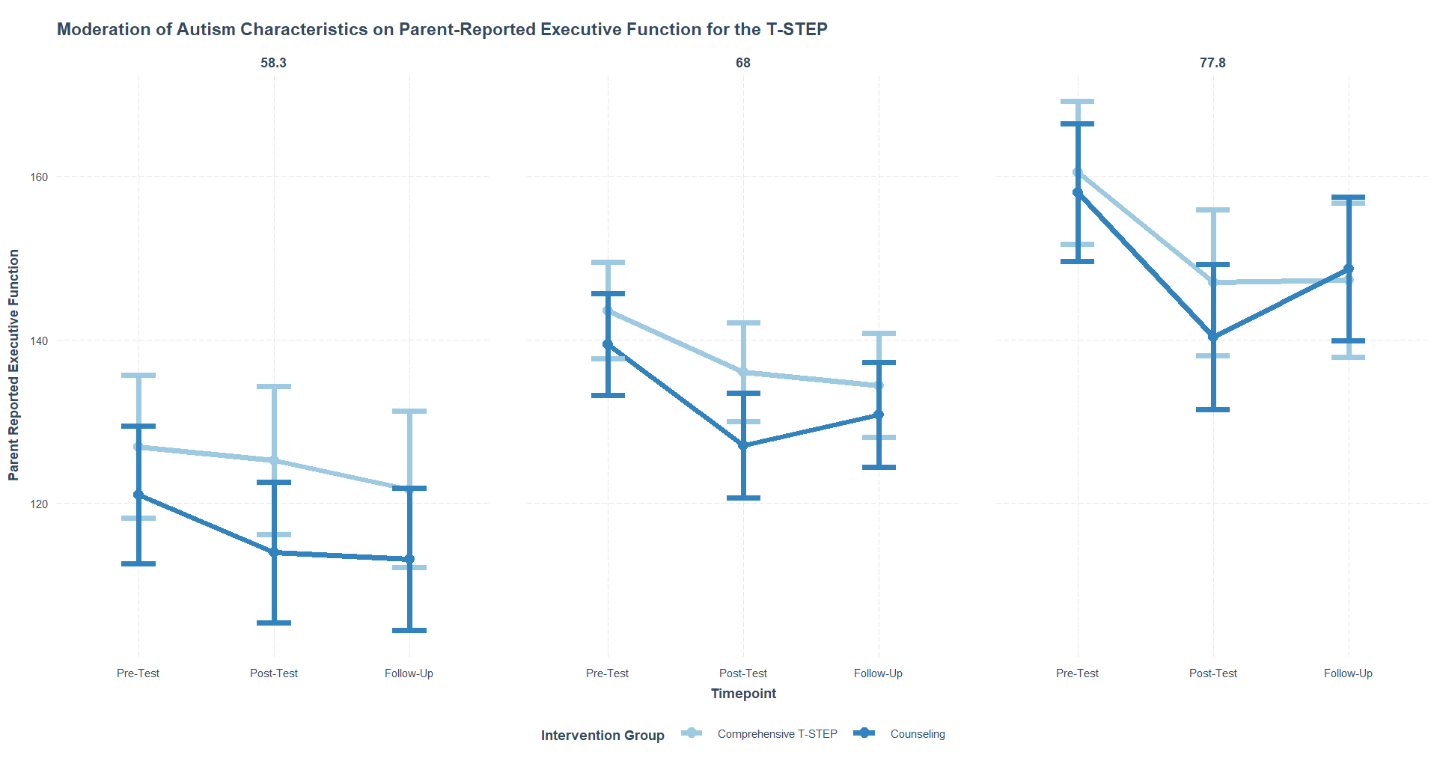 Moderation of Autism Characteristics on Parent-Reported Executive Function for the T-STEP
58.3 68 77.8
160
140
120
Parent Reported Executive Function
Pre-Test Post-Test Follow-Up Pre-Test Post-Test Follow-Up Pre-Test Post-Test Follow-Up
Timepoint
Intervention Group Comprehensive T-STEP Counseling